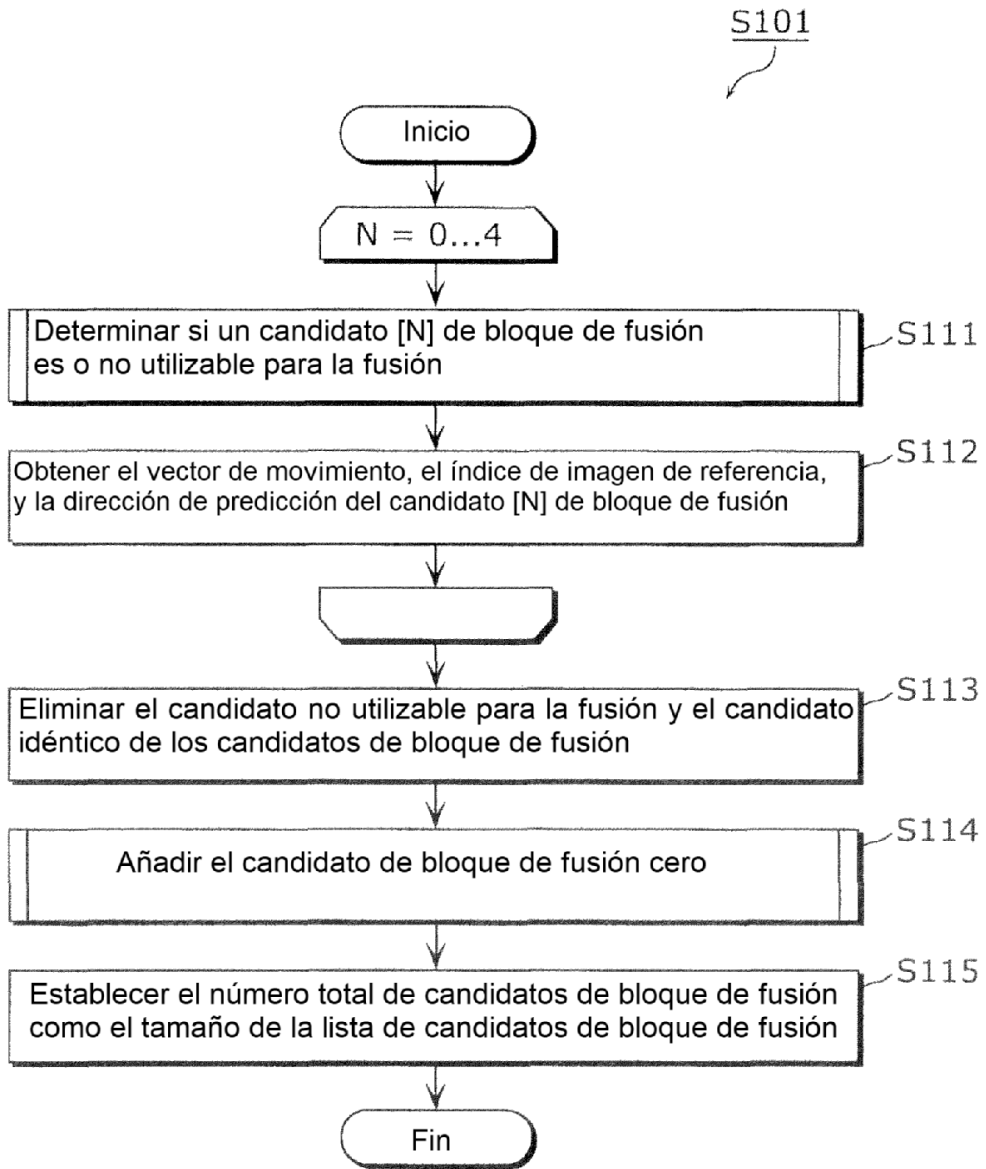 S101
Inicio
N = 0...4
Determinar si un candidato [N] de bloque de fusión
es o no utilizable para la fusión
S111
Obtener el vector de movimiento, el índice de imagen de referencia,
y la dirección de predicción del candidato [N] de bloque de fusión
S112
Eliminar el candidato no utilizable para la fusión y el candidato
idéntico de los candidatos de bloque de fusión
S113
Añadir el candidato de bloque de fusión cero
S114
Establecer el número total de candidatos de bloque de fusión
como el tamaño de la lista de candidatos de bloque de fusión
S115
Fin